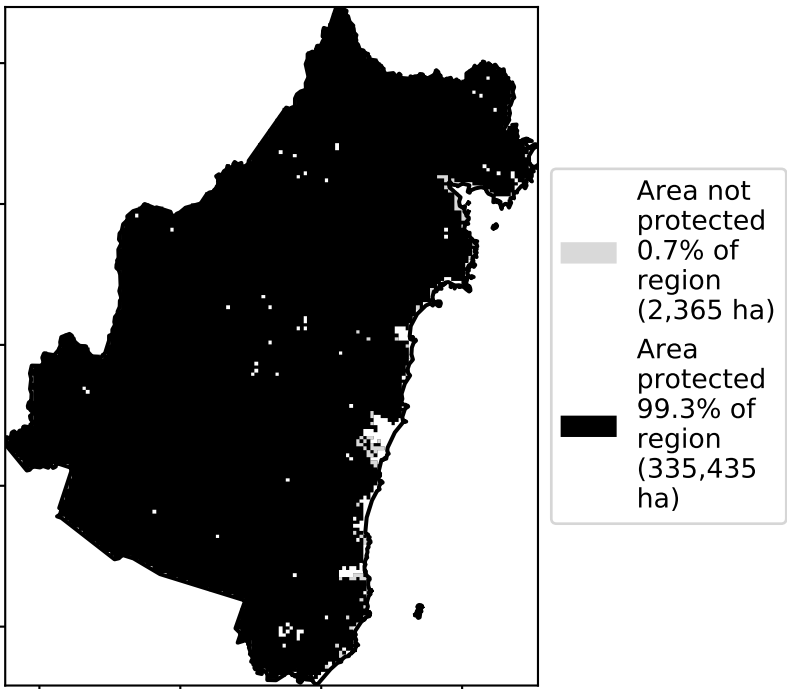 Area not
protected
0.7% of
region
(2,365 ha)
Area
protected
99.3% of
region
(335,435
ha)